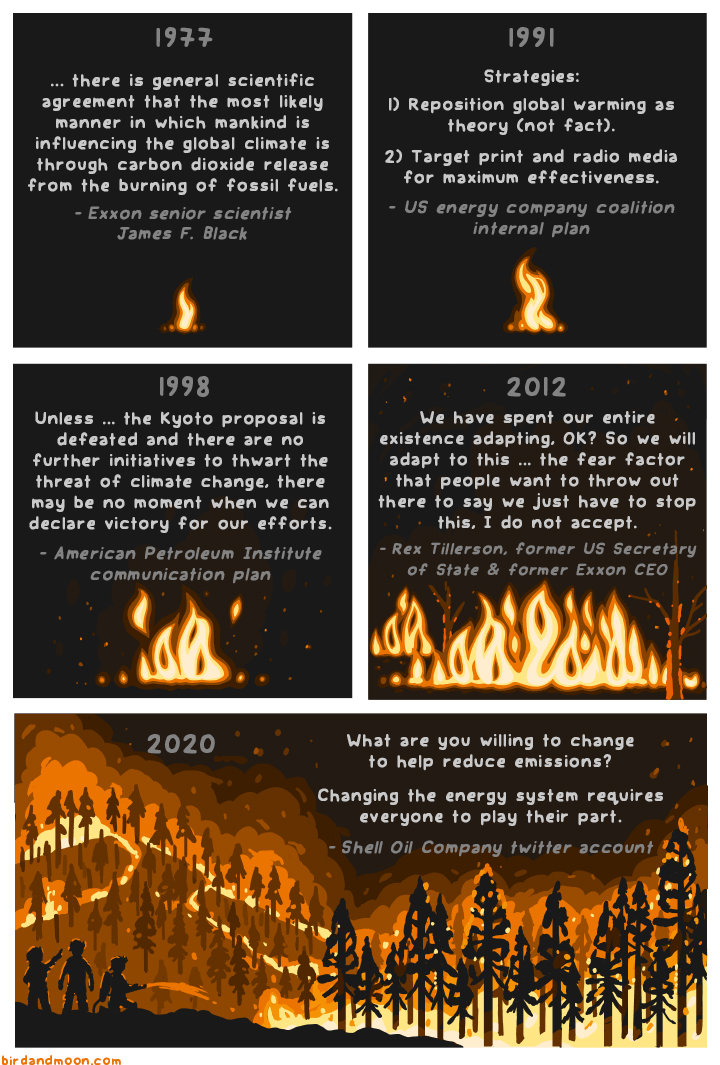 1977
... there is general scientific
agreement that the most likely
manner in which mankind is
influencing the global climate is
through carbon dioxide release
from the burning of fossil fuels.
- Exxon senior scientist
James F. Black
1991
Strategies:
1) Reposition global warming as
theory (not fact).
2) Target print and radio media
for maximum effectiveness.
- US energy company coalition
internal plan
1998
Unless ... the Kyoto proposal is
defeated and there are no
further initiatives to thwart the
threat of climate change, there
may be no moment when we can
declare victory for our efforts.
- American Petroleum Institute
communication plan
2012
We have spent our entire
existence adapting, OK? So we will
adapt to this ... the fear factor
that people want to throw out
there to say we just have to stop
this, I do not accept.
- Rex Tillerson, former US Secretary
of State & former Exxon CEO
2020
What are you willing to change
to help reduce emissions?
Changing the energy system requires
everyone to play their part.
- Shell Oil Company twitter account
birdandmoon.com